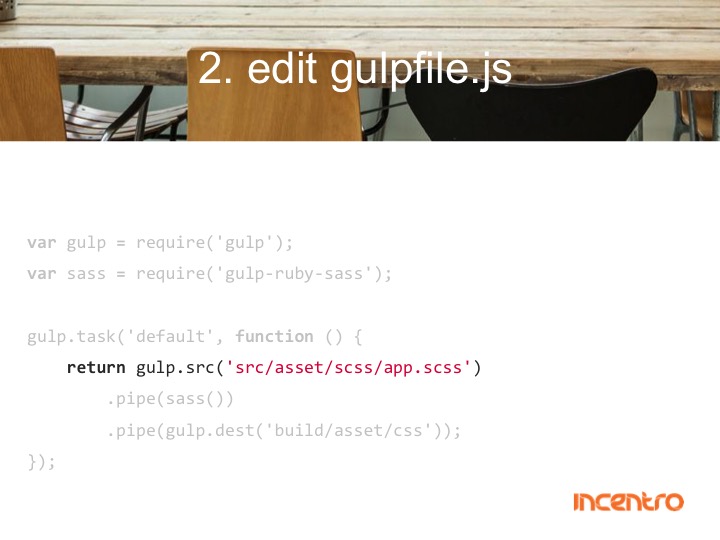 2. edit gulpfile.js
var gulp = require('gulp');
var sass = require('gulp-ruby-sass');
gulp.task('default', function () {
    return gulp.src('src/asset/scss/app.scss')
        .pipe(sass())
        .pipe(gulp.dest('build/asset/css'));
});
incentro